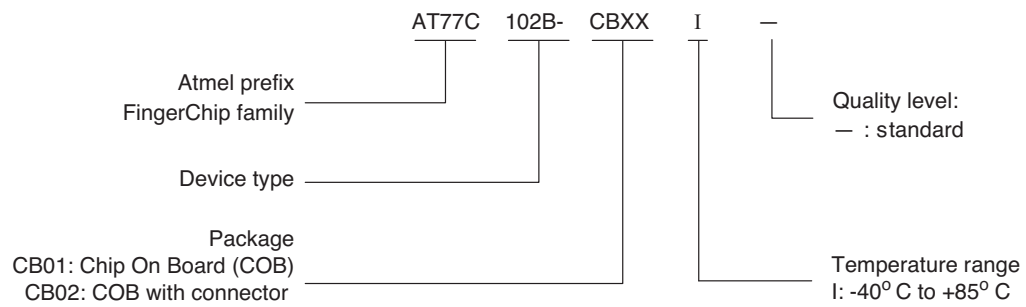 AT77C 102B- CBXX I —
Atmel prefix
FingerChip family
Quality level:
— : standard
Device type
Package
CB01: Chip On Board (COB)
CB02: COB with connector
Temperature range
I: -40° C to +85° C